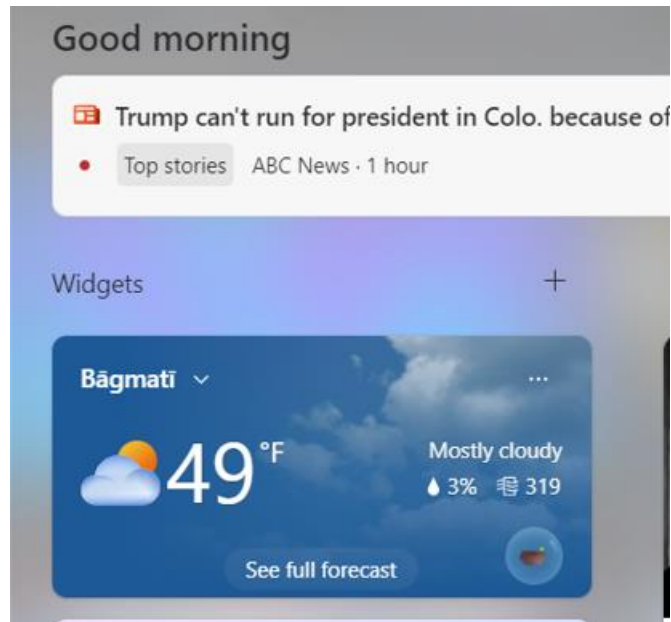 Good morning
Trump can't run for president in Colo. because of
Top stories ABC News · 1 hour
Widgets
Bāgmatī
49 °F
Mostly cloudy
3% 319
See full forecast